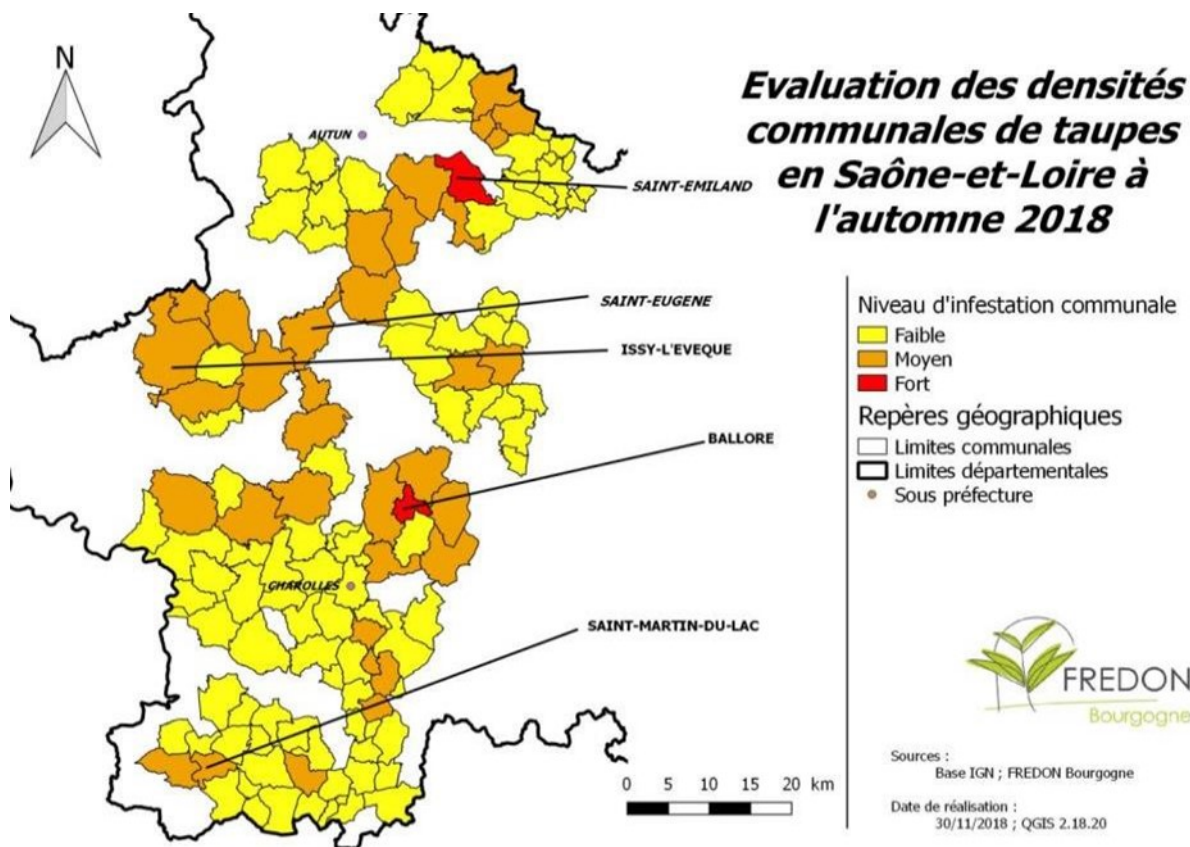 N
Evaluation des densités
communales de taupes
en Saône-et-Loire à
l'automne 2018
AUTUN
SAINT-EMILAND
SAINT-EUGENE
ISSY-L'EVEQUE
BALLORE
CHAROLLES
SAINT-MARTIN-DU-LAC
Niveau d'infestation communale
Faible
Moyen
Fort
Repères géographiques
Limites communales
Limites départementales
Sous préfecture
FREDON
Bourgogne
0 5 10 15 20 km
Sources :
Base IGN ; FREDON Bourgogne
Date de réalisation :
30/11/2018 ; QGIS 2.18.20